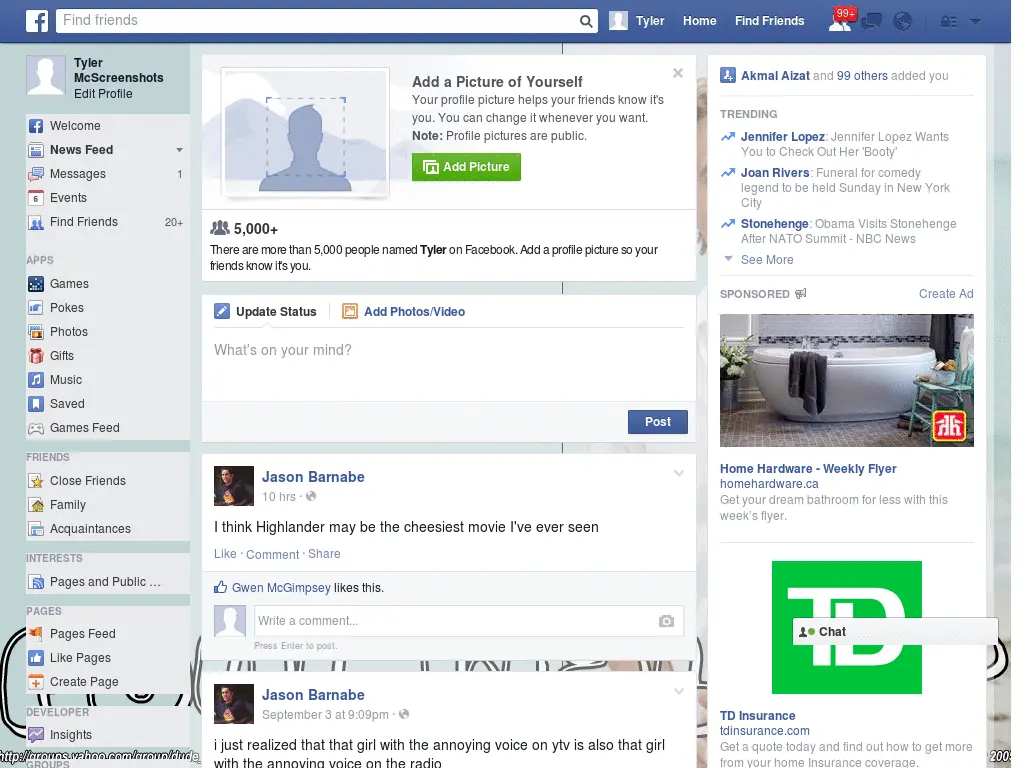 Find friends
Tyler
Home
Find Friends
99+
Tyler
McScreenshots
Edit Profile
Welcome
News Feed
Messages 1
6 Events
Find Friends 20+
APPS
Games
Pokes
Photos
Gifts
Music
Saved
Games Feed
FRIENDS
Close Friends
Family
Acquaintances
INTERESTS
Pages and Public ...
PAGES
Pages Feed
Like Pages
Create Page
DEVELOPER
Insights
GROUPS
http://groups.yahoo.com/group/dude_
Add a Picture of Yourself
Your profile picture helps your friends know it's
you. You can change it whenever you want.
Note: Profile pictures are public.
Add Picture
5,000+
There are more than 5,000 people named Tyler on Facebook. Add a profile picture so your
friends know it's you.
Update Status
Add Photos/Video
What's on your mind?
Post
Jason Barnabe
10 hrs ·
I think Highlander may be the cheesiest movie I've ever seen
Like · Comment · Share
Gwen McGimpsey likes this.
Write a comment...
Press Enter to post.
Jason Barnabe
September 3 at 9:09pm ·
i just realized that that girl with the annoying voice on ytv is also that girl
with the annoying voice on the radio
Akmal Aizat and 99 others added you
TRENDING
Jennifer Lopez: Jennifer Lopez Wants
You to Check Out Her 'Booty'
Joan Rivers: Funeral for comedy
legend to be held Sunday in New York
City
Stonehenge: Obama Visits Stonehenge
After NATO Summit - NBC News
See More
SPONSORED
Create Ad
Home Hardware - Weekly Flyer
homehardware.ca
Get your dream bathroom for less with this
week's flyer.
TD
Chat
TD Insurance
tdinsurance.com
Get a quote today and find out how to get more
from your home Insurance coverage.